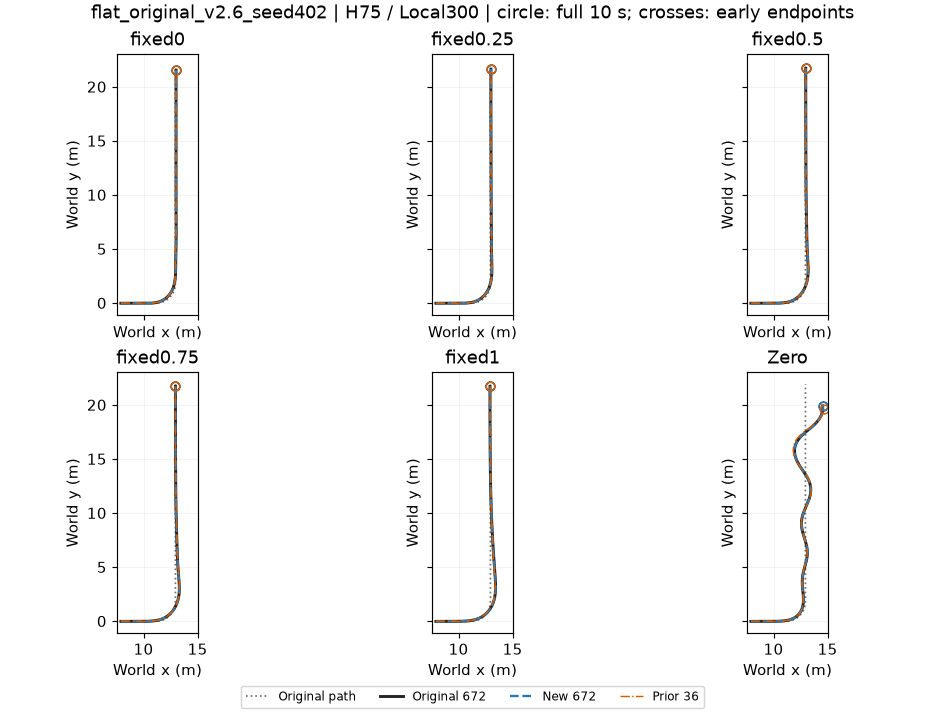 flat_original_v2.6_seed402 | H75 / Local300 | circle: full 10 s; crosses: early endpoints
fixed0
fixed0.25
fixed0.5
World y (m)
20
15
10
5
0
World x (m)
World y (m)
World x (m)
World y (m)
World x (m)
fixed0.75
fixed1
Zero
World y (m)
20
15
10
5
0
10 15
World x (m)
World y (m)
10 15
World x (m)
World y (m)
10 15
World x (m)
Original path Original 672 New 672 Prior 36